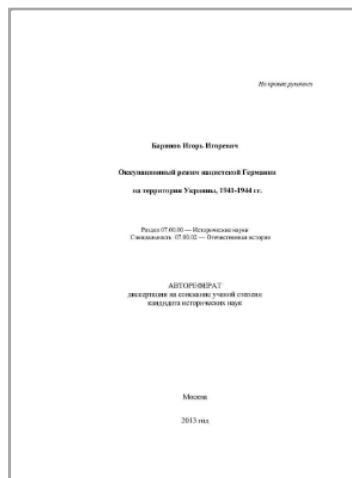 На правах рукописи
Баринов Игорь Игоревич
Оккупационный режим нацистской Германии
на территории Украины, 1941-1944 гг.
Раздел 07.00.00 — Исторические науки
Специальность 07.00.02 — Отечественная история
АВТОРЕФЕРАТ
диссертации на соискание ученой степени
кандидата исторических наук
Москва
2013 год